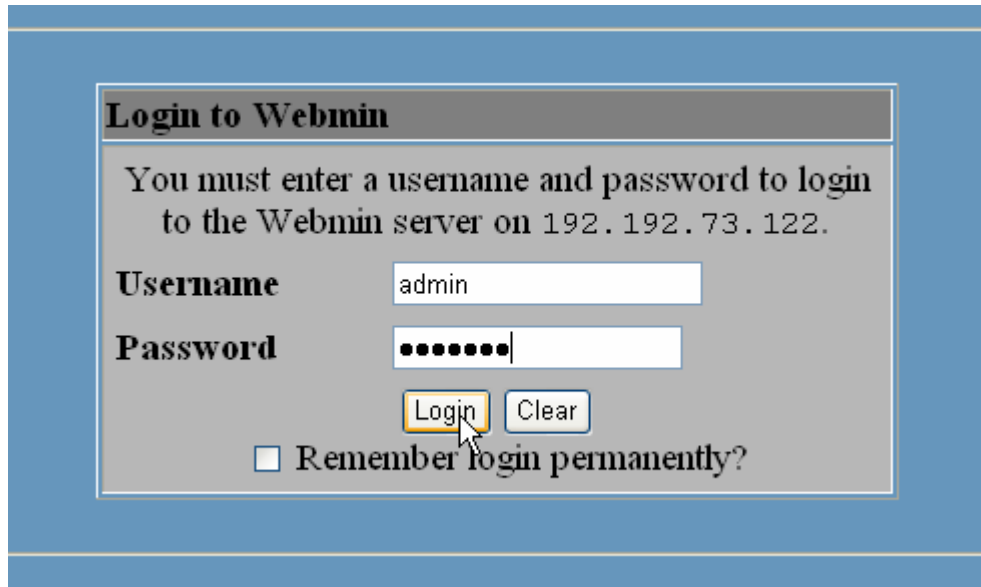 Login to Webmin
You must enter a username and password to login
to the Webmin server on 192.192.73.122.
Username admin
Password •••••••
Login Clear
Remember login permanently?